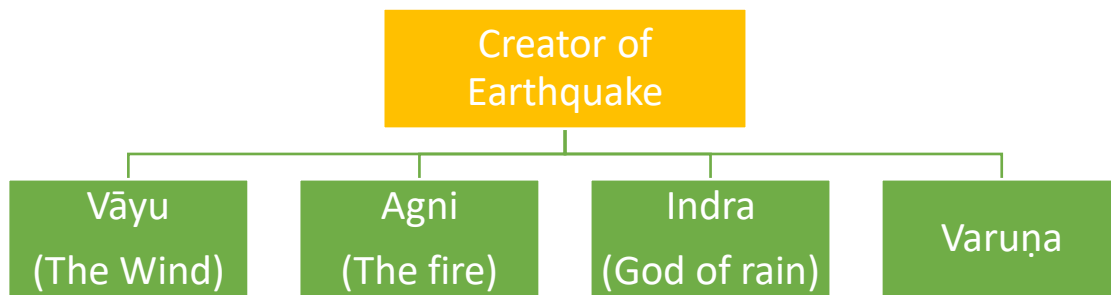 Creator of
Earthquake
Vāyu
(The Wind)
Agni
(The fire)
Indra
(God of rain)
Varuṇa